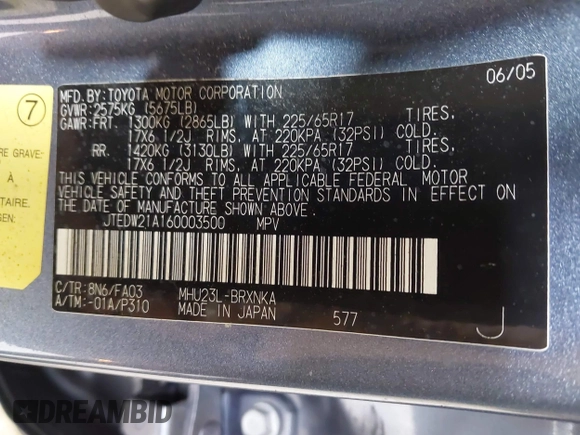 06/05
MFD.BY:TOYOTA MOTOR CORPORATION
GVWR:2575KG (5675LB)
GAWR:FRT. 1300KG (2865LB) WITH 225/65R17 TIRES,
17X6 1/2J RIMS, AT 220KPA (32PSI) COLD.
RR. 1420KG (3130LB) WITH 225/65R17 TIRES,
17X6 1/2J RIMS, AT 220KPA (32PSI) COLD.
THIS VEHICLE CONFORMS TO ALL APPLICABLE FEDERAL MOTOR
VEHICLE SAFETY AND THEFT PREVENTION STANDARDS IN EFFECT ON
THE DATE OF MANUFACTURE SHOWN ABOVE.
JTEDW21A160003500 MPV
C/TR:8N6/FA03 MHU23L-BRXNKA
A/TM:-01A/P310 MADE IN JAPAN 577 J
7
RE GRAVE
À
TAIRE.
GEN:
DREAMBID